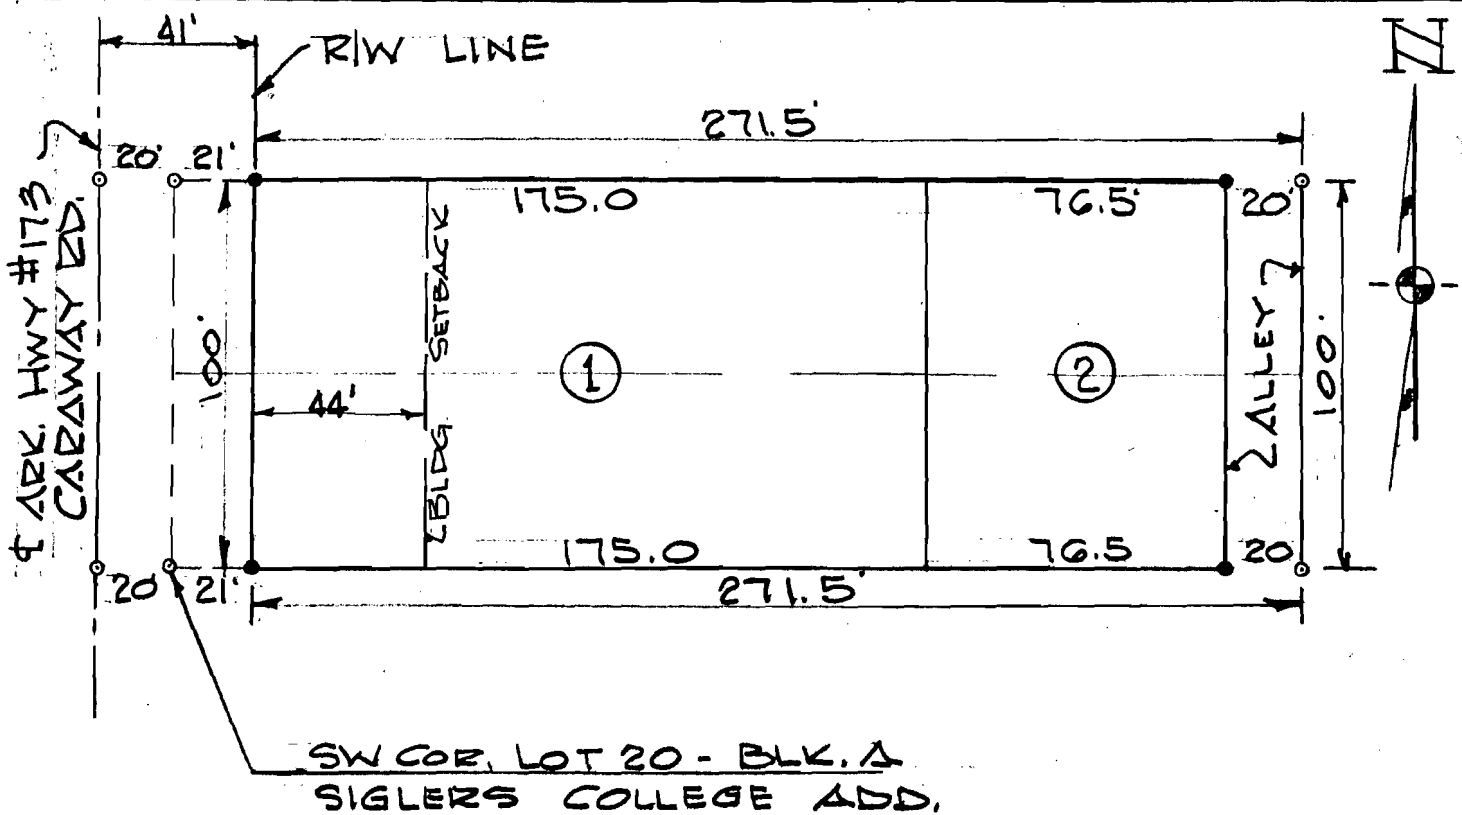 41'
R/W LINE
N
271.5'
20' 21'
175.0
76.5'
20'
℄ ARK. HWY #173
CARAWAY RD.
100'
BLDG SETBACK
44'
1
2
ALLEY
100'
175.0
76.5
20
20' 21'
271.5'
SW COR. LOT 20 - BLK. A
SIGLERS COLLEGE ADD.